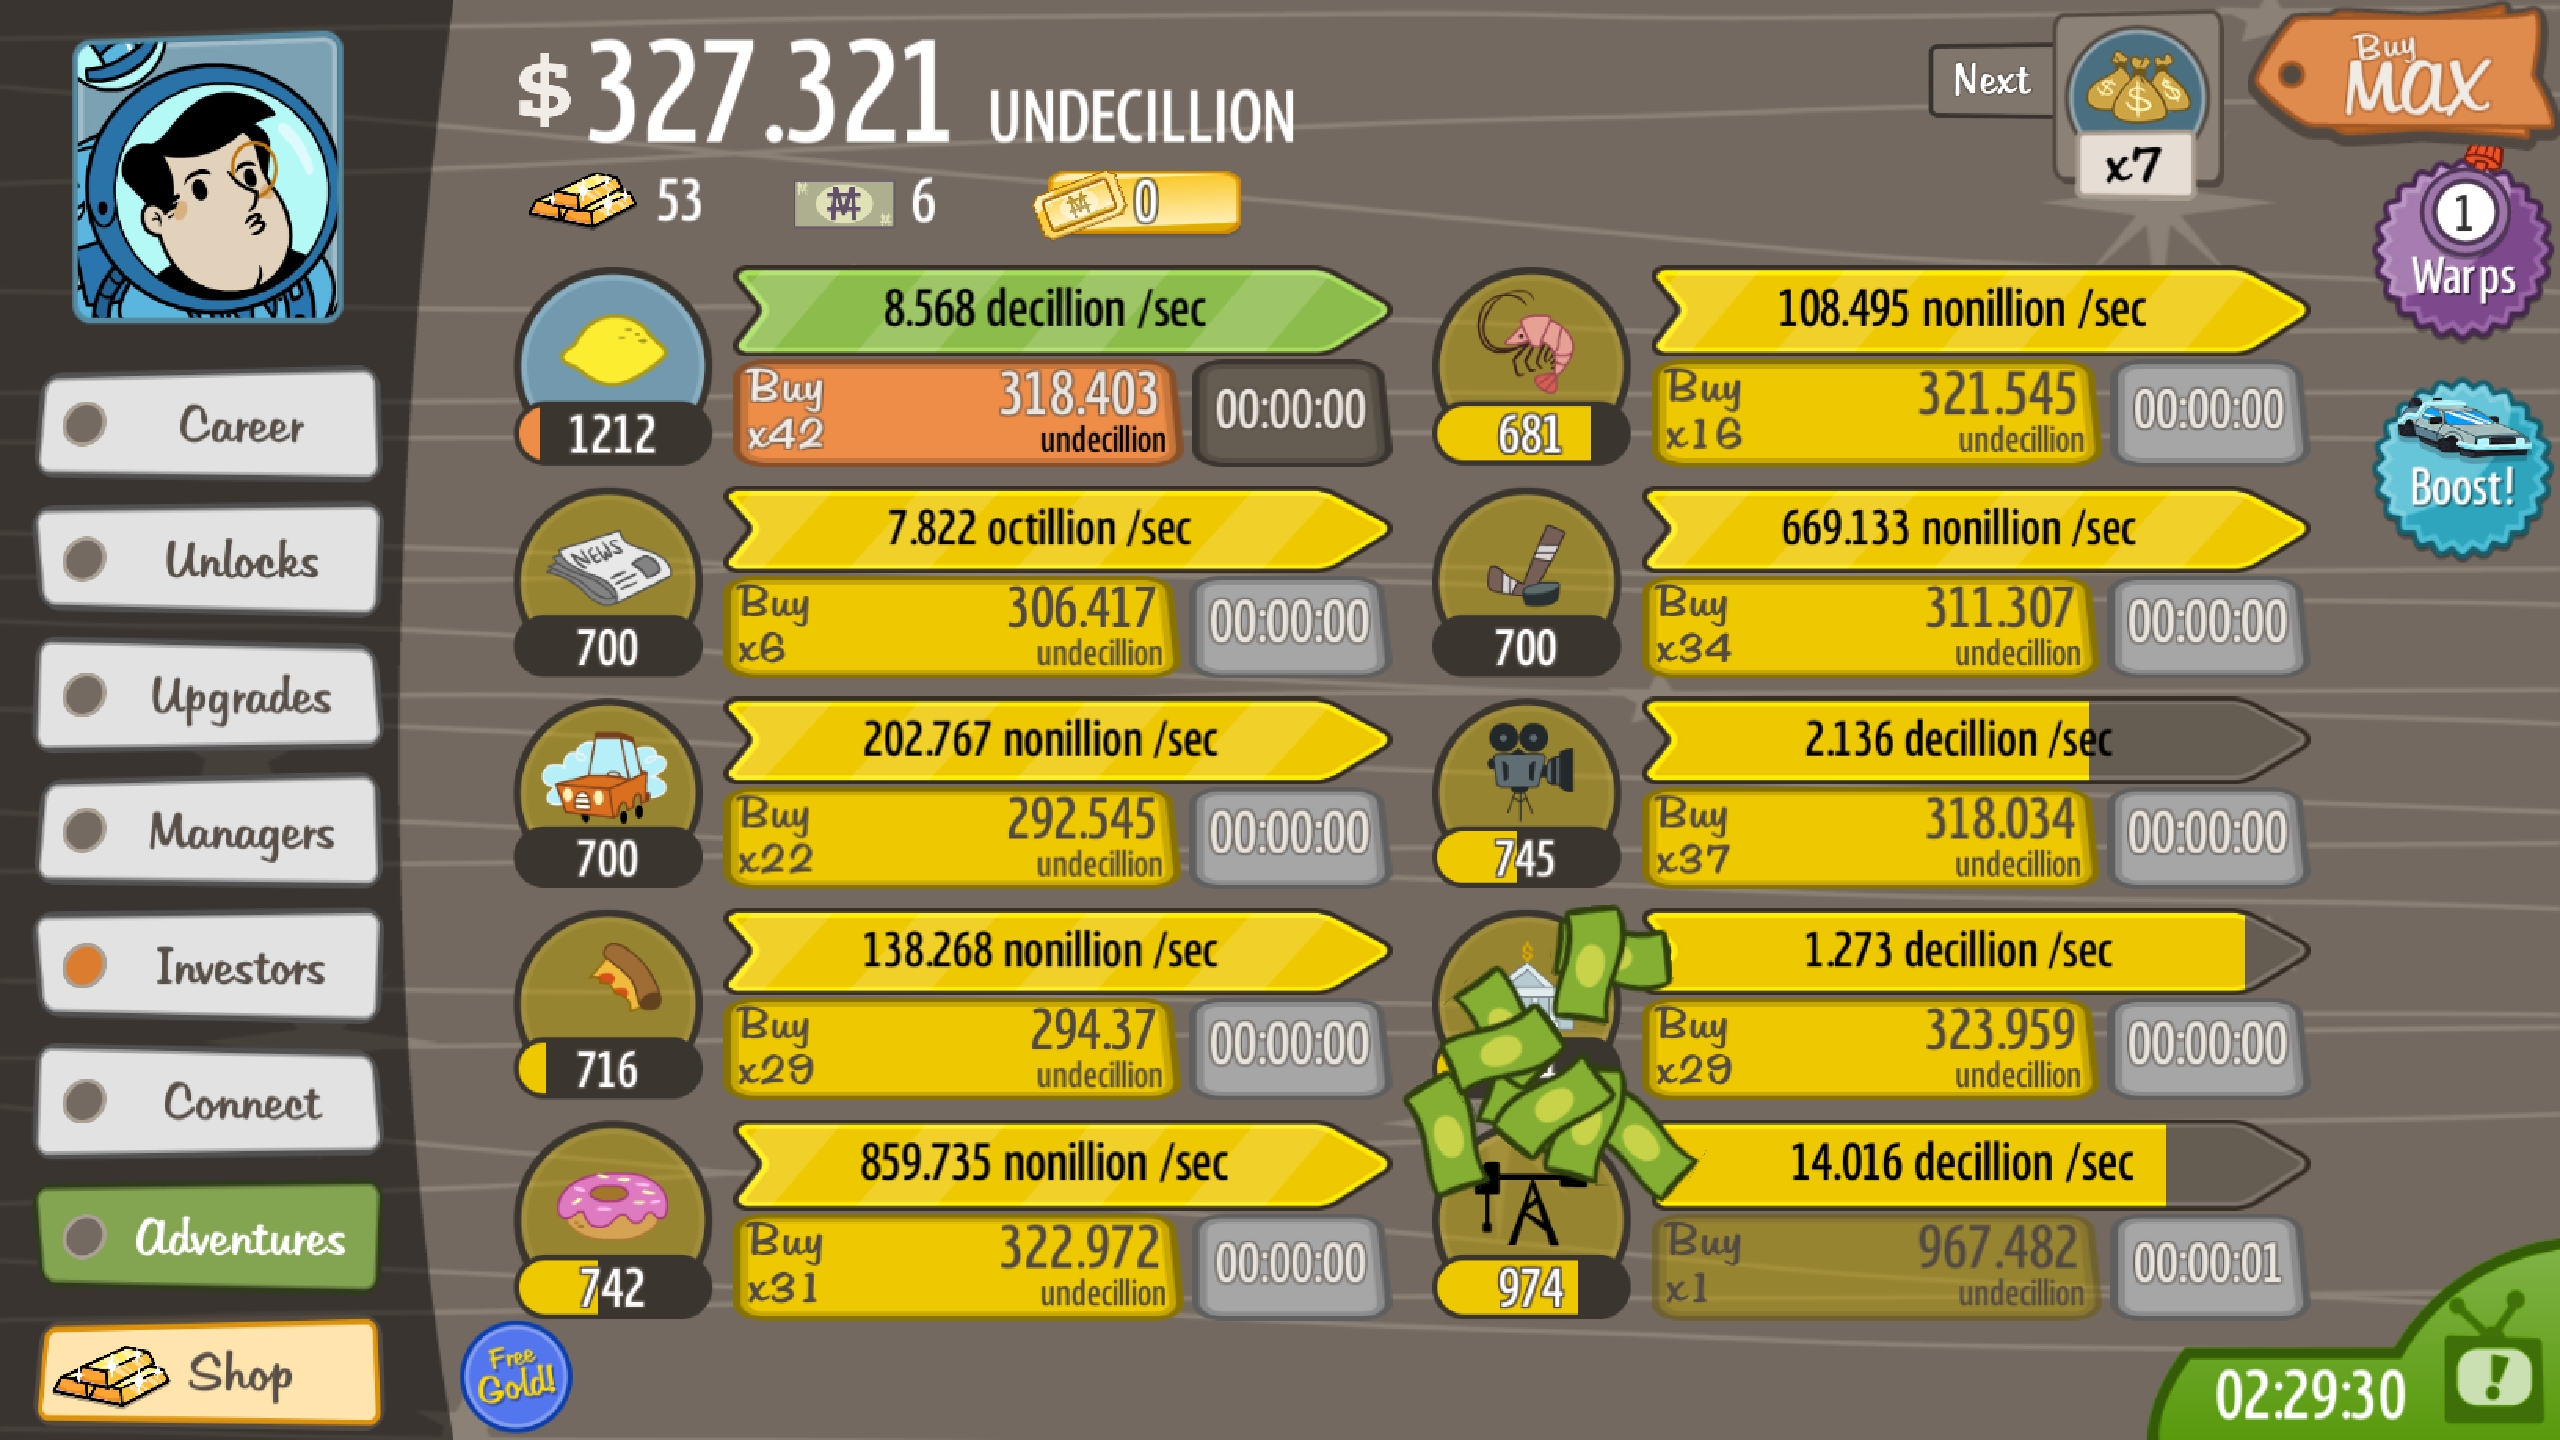 $ 327.321 UNDECILLION
53
6
0
Next
x7
Buy
MAX
1
Warps
Boost!
Career
Unlocks
Upgrades
Managers
Investors
Connect
Adventures
Shop
8.568 decillion /sec
1212
Buy
x42
318.403
undecillion
00:00:00
NEWS
7.822 octillion /sec
700
Buy
x6
306.417
undecillion
00:00:00
202.767 nonillion /sec
700
Buy
x22
292.545
undecillion
00:00:00
138.268 nonillion /sec
716
Buy
x29
294.37
undecillion
00:00:00
859.735 nonillion /sec
742
Buy
x31
322.972
undecillion
00:00:00
108.495 nonillion /sec
681
Buy
x16
321.545
undecillion
00:00:00
669.133 nonillion /sec
700
Buy
x34
311.307
undecillion
00:00:00
2.136 decillion /sec
745
Buy
x37
318.034
undecillion
00:00:00
1.273 decillion /sec
Buy
x29
323.959
undecillion
00:00:00
14.016 decillion /sec
974
Buy
x1
967.482
undecillion
00:00:01
Free
Gold!
02:29:30
!